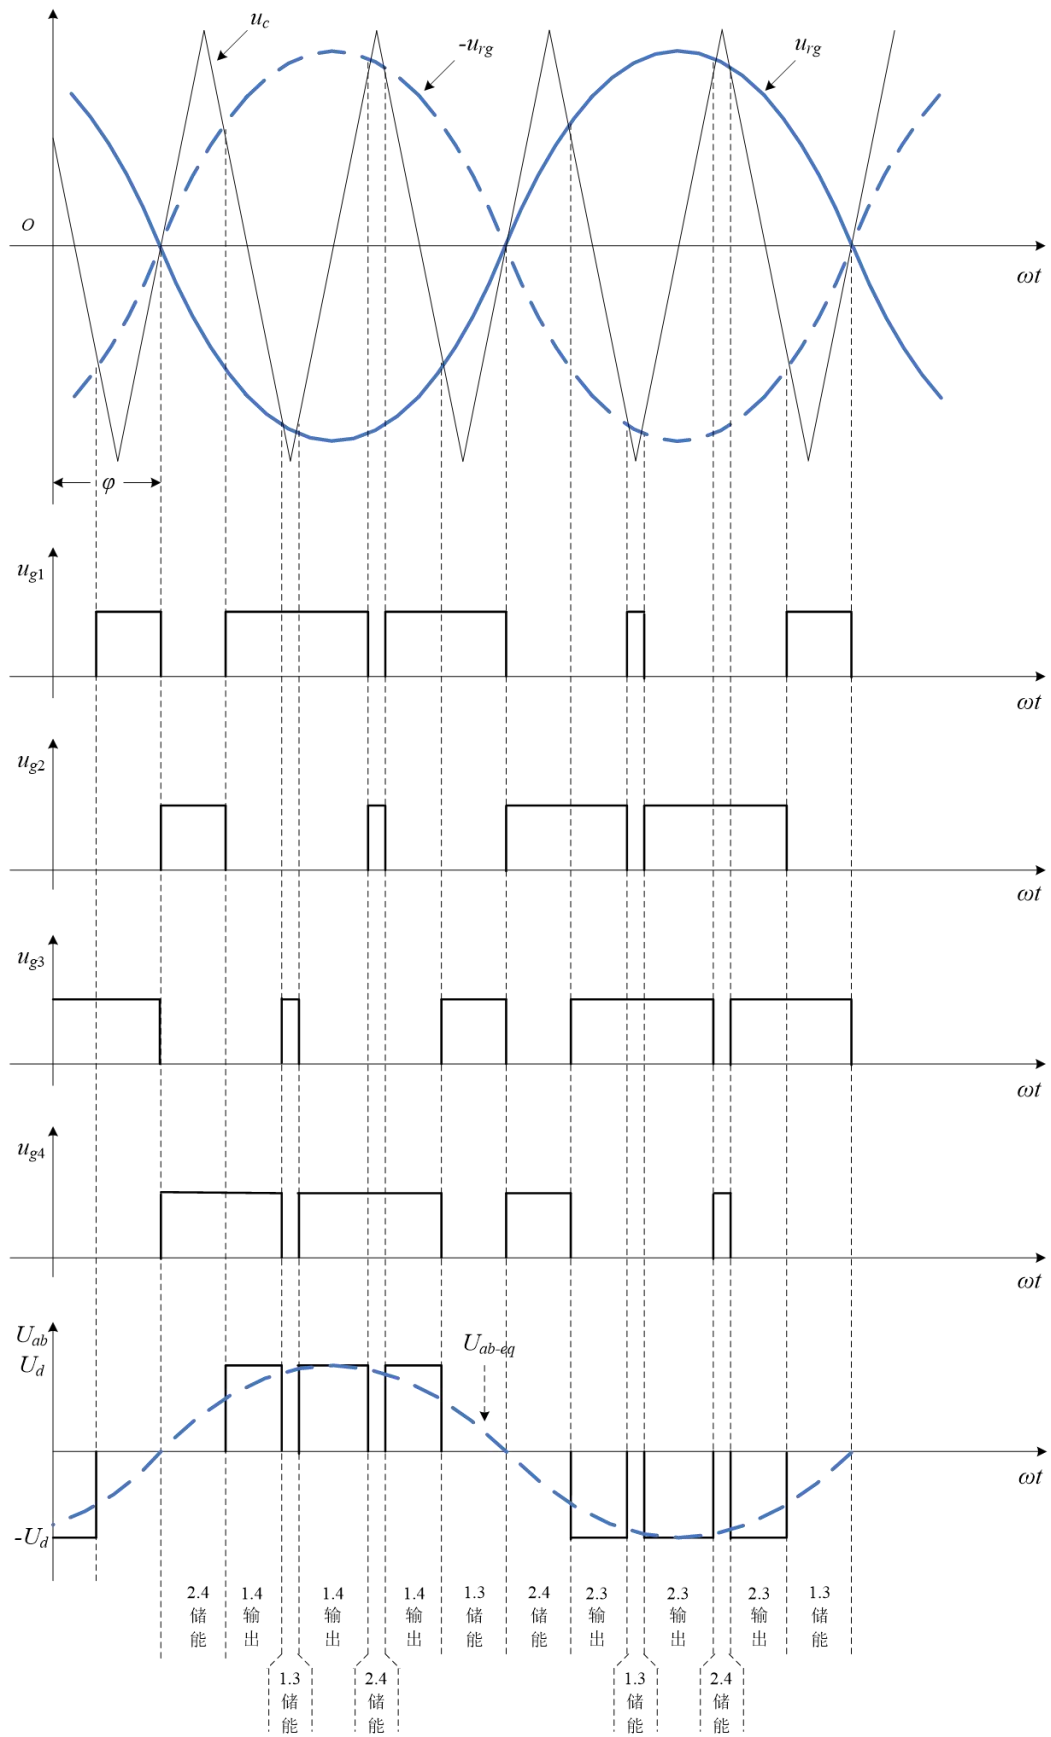 u_c
-u_rg
u_rg
O
ωt
φ
u_g1
ωt
u_g2
ωt
u_g3
ωt
u_g4
ωt
U_ab
U_d
U_ab-eq
ωt
-U_d
2.4 1.4 1.4 1.4 1.3 2.4 2.3 2.3 2.3 1.3
储 输 输 输 储 储 输 输 输 储
能 出 出 出 能 能 出 出 出 能
1.3 2.4 1.3 2.4
储 储 储 储
能 能 能 能